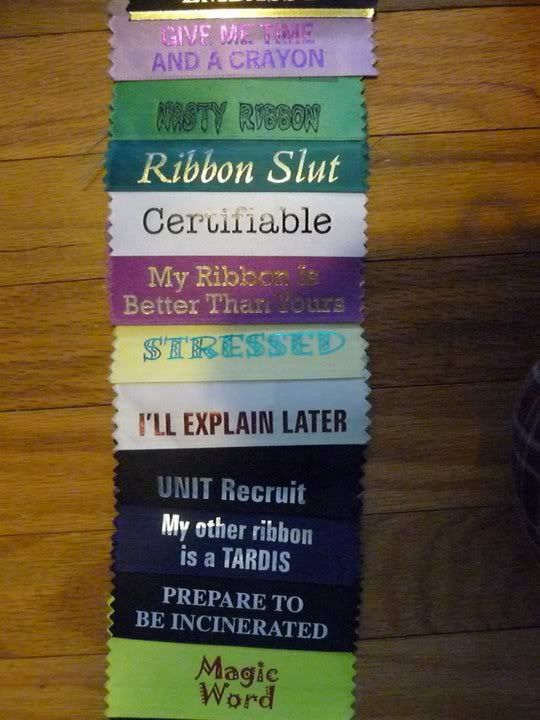 GIVE ME TIME
AND A CRAYON
NASTY RIBBON
Ribbon Slut
Certifiable
My Ribbon is
Better Than Yours
STRESSED
I'LL EXPLAIN LATER
UNIT Recruit
My other ribbon
is a TARDIS
PREPARE TO
BE INCINERATED
Magic
Word